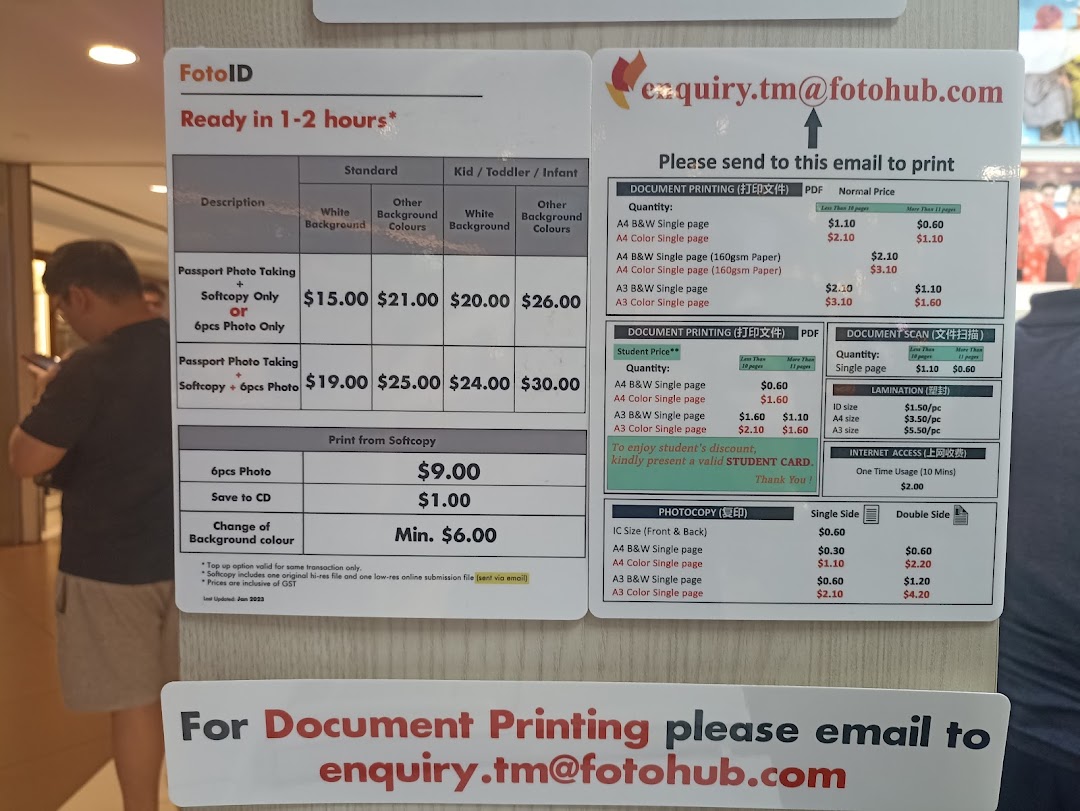 FotoID
Ready in 1-2 hours*
Description
Standard
Kid / Toddler / Infant
White Background
Other Background Colours
White Background
Other Background Colours
Passport Photo Taking
+
Softcopy Only
or
6pcs Photo Only
$15.00 $21.00 $20.00 $26.00
Passport Photo Taking
+
Softcopy + 6pcs Photo
$19.00 $25.00 $24.00 $30.00
Print from Softcopy
6pcs Photo $9.00
Save to CD $1.00
Change of Background colour Min. $6.00
* Top up option valid for same transaction only.
* Softcopy includes one original hi-res file and one low-res online submission file (sent via email)
* Prices are inclusive of GST
Last Updated: Jan 2023
enquiry.tm@fotohub.com
Please send to this email to print
DOCUMENT PRINTING (打印文件) PDF Normal Price
Quantity: Less Than 10 pages More Than 11 pages
A4 B&W Single page $1.10 $0.60
A4 Color Single page $2.10 $1.10
A4 B&W Single page (160gsm Paper) $2.10
A4 Color Single page (160gsm Paper) $3.10
A3 B&W Single page $2.10 $1.10
A3 Color Single page $3.10 $1.60
DOCUMENT PRINTING (打印文件) PDF
Student Price**
Quantity: Less Than 10 pages More Than 11 pages
A4 B&W Single page $0.60
A4 Color Single page $1.60
A3 B&W Single page $1.60 $1.10
A3 Color Single page $2.10 $1.60
To enjoy student's discount,
kindly present a valid STUDENT CARD.
Thank You !
DOCUMENT SCAN (文件扫描)
Quantity: Less Than 10 pages More Than 11 pages
Single page $1.10 $0.60
LAMINATION (塑封)
ID size $1.50/pc
A4 size $3.50/pc
A3 size $5.50/pc
INTERNET ACCESS (上网收费)
One Time Usage (10 Mins)
$2.00
PHOTOCOPY (复印) Single Side Double Side
IC Size (Front & Back) $0.60
A4 B&W Single page $0.30 $0.60
A4 Color Single page $1.10 $2.20
A3 B&W Single page $0.60 $1.20
A3 Color Single page $2.10 $4.20
For Document Printing please email to
enquiry.tm@fotohub.com